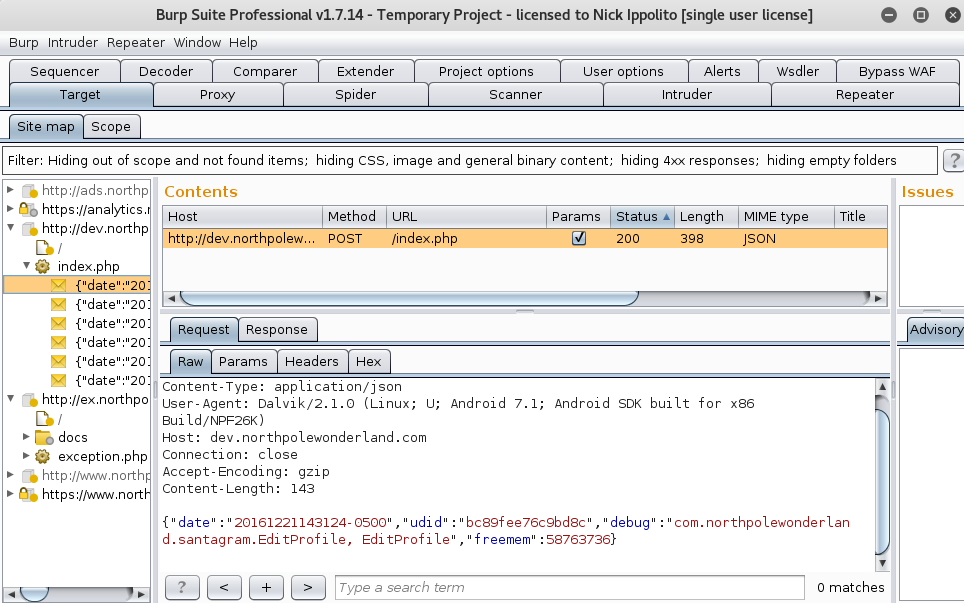 Burp Suite Professional v1.7.14 - Temporary Project - licensed to Nick Ippolito [single user license]
Burp Intruder Repeater Window Help
Sequencer Decoder Comparer Extender Project options User options Alerts Wsdler Bypass WAF
Target Proxy Spider Scanner Intruder Repeater
Site map Scope
Filter: Hiding out of scope and not found items; hiding CSS, image and general binary content; hiding 4xx responses; hiding empty folders
?
http://ads.northp
https://analytics.r
http://dev.northp
/
index.php
{"date":"201
{"date":"201
{"date":"201
{"date":"201
{"date":"201
{"date":"201
http://ex.northpo
/
docs
exception.php
http://www.northp
https://www.north
Contents
Host Method URL Params Status Length MIME type Title
http://dev.northpolew... POST /index.php 200 398 JSON
Request Response
Raw Params Headers Hex
Content-Type: application/json
User-Agent: Dalvik/2.1.0 (Linux; U; Android 7.1; Android SDK built for x86
Build/NPF26K)
Host: dev.northpolewonderland.com
Connection: close
Accept-Encoding: gzip
Content-Length: 143
{"date":"20161221143124-0500","udid":"bc89fee76c9bd8c","debug":"com.northpolewonderlan
d.santagram.EditProfile, EditProfile","freemem":58763736}
? < + > Type a search term 0 matches
Issues
Advisory